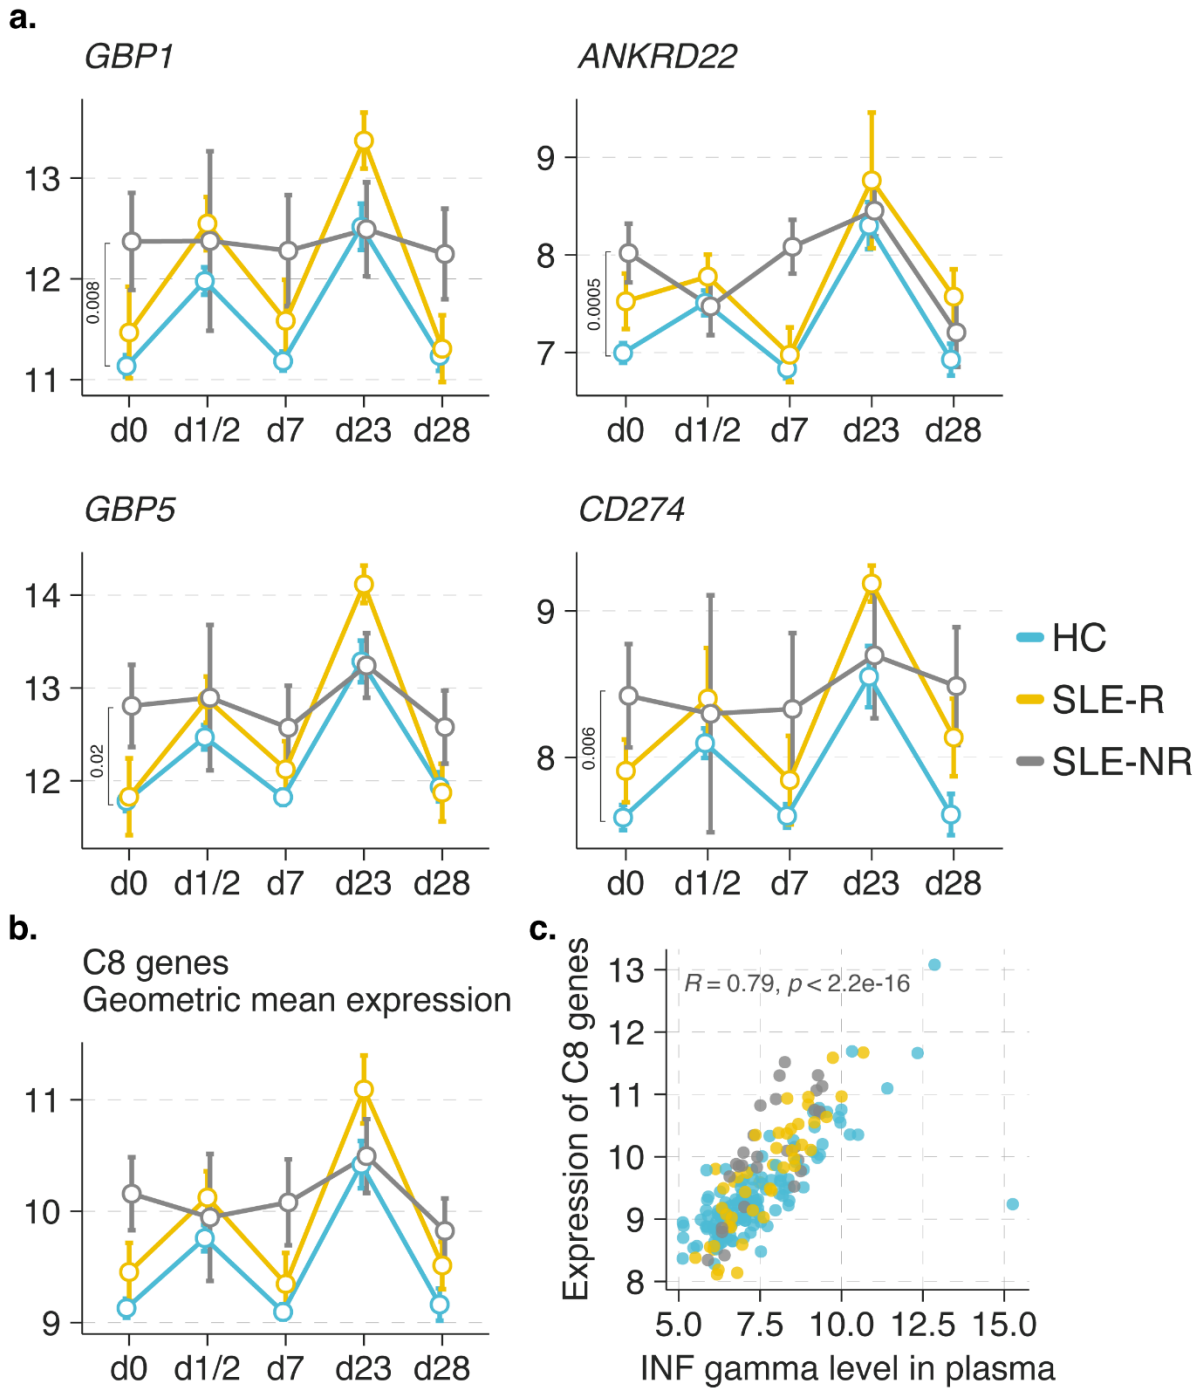 a.
GBP1
13
12
11
0.008
d0 d1/2 d7 d23 d28
ANKRD22
9
8
7
0.0005
d0 d1/2 d7 d23 d28
GBP5
14
13
12
0.02
d0 d1/2 d7 d23 d28
CD274
9
8
0.006
d0 d1/2 d7 d23 d28
HC
SLE-R
SLE-NR
b.
C8 genes
Geometric mean expression
11
10
9
d0 d1/2 d7 d23 d28
c.
Expression of C8 genes
R = 0.79, p < 2.2e-16
13
12
11
10
9
8
5.0 7.5 10.0 12.5 15.0
INF gamma level in plasma